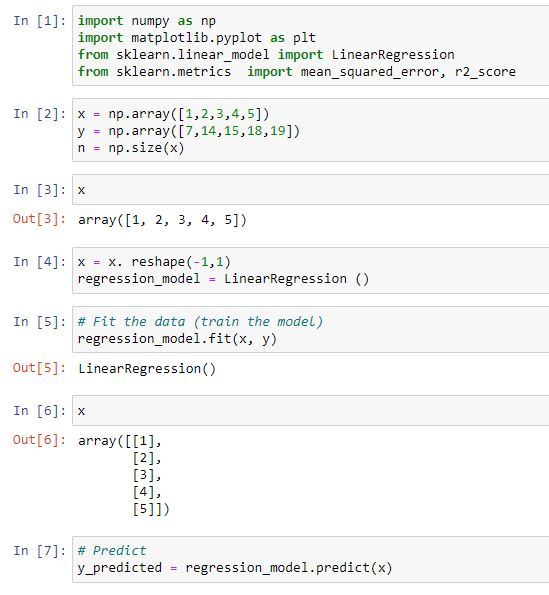 In [1]: import numpy as np
import matplotlib.pyplot as plt
from sklearn.linear_model import LinearRegression
from sklearn.metrics  import mean_squared_error, r2_score
In [2]: x = np.array([1,2,3,4,5])
y = np.array([7,14,15,18,19])
n = np.size(x)
In [3]: x
Out[3]: array([1, 2, 3, 4, 5])
In [4]: x = x. reshape(-1,1)
regression_model = LinearRegression ()
In [5]: # Fit the data (train the model)
regression_model.fit(x, y)
Out[5]: LinearRegression()
In [6]: x
Out[6]: array([[1],
[2],
[3],
[4],
[5]])
In [7]: # Predict
y_predicted = regression_model.predict(x)